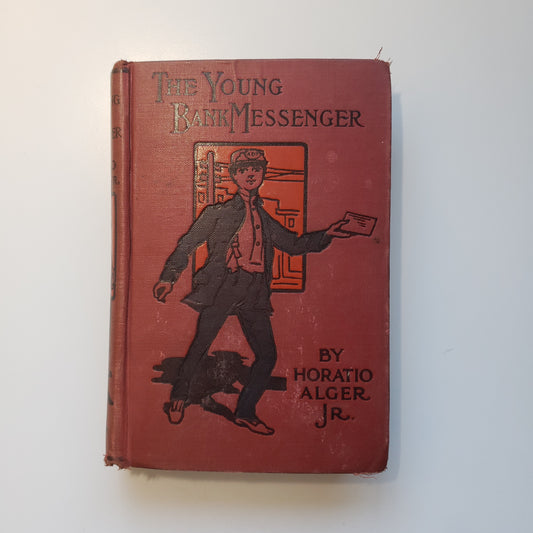 The Young
Bank Messenger
By
Horatio
Alger
Jr.